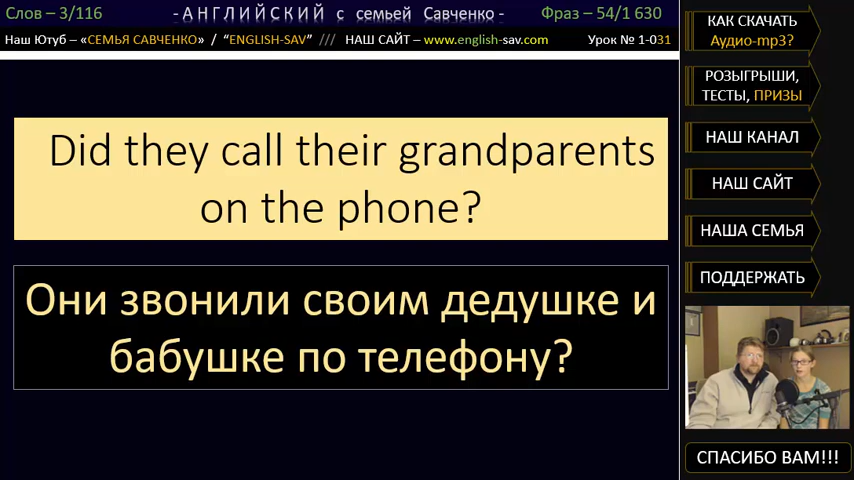 Слов – 3/116
- А Н Г Л И Й С К И Й с семьей Савченко -
Фраз – 54/1 630
Наш Ютуб – «СЕМЬЯ САВЧЕНКО» / “ENGLISH-SAV” /// НАШ САЙТ – www.english-sav.com
Урок № 1-031
Did they call their grandparents
on the phone?
Они звонили своим дедушке и
бабушке по телефону?
КАК СКАЧАТЬ
Аудио-mp3?
РОЗЫГРЫШИ,
ТЕСТЫ, ПРИЗЫ
НАШ КАНАЛ
НАШ САЙТ
НАША СЕМЬЯ
ПОДДЕРЖАТЬ
СПАСИБО ВАМ!!!